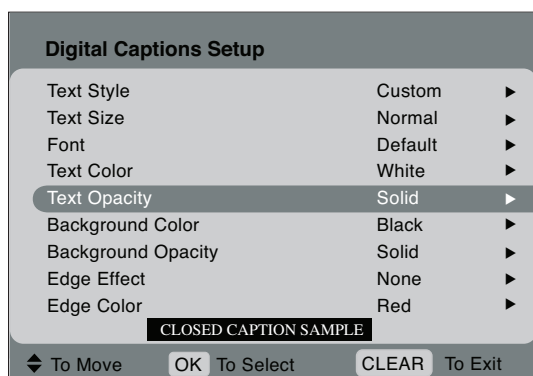 Digital Captions Setup
Text Style Custom
Text Size Normal
Font Default
Text Color White
Text Opacity Solid
Background Color Black
Background Opacity Solid
Edge Effect None
Edge Color Red
CLOSED CAPTION SAMPLE
To Move OK To Select CLEAR To Exit